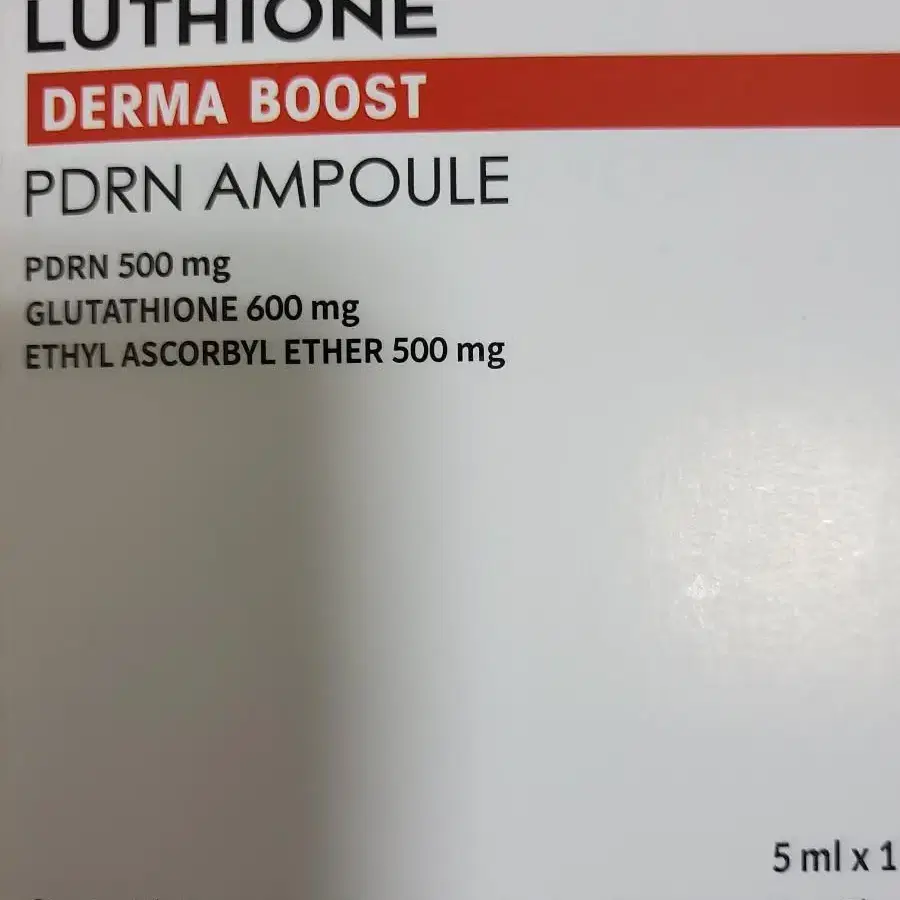 LUTHIONE
DERMA BOOST
PDRN AMPOULE
PDRN 500 mg
GLUTATHIONE 600 mg
ETHYL ASCORBYL ETHER 500 mg
5 ml x 1